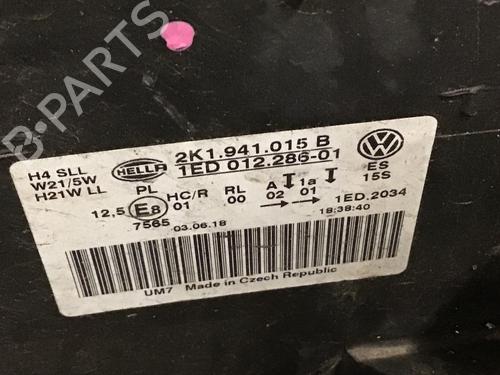 B-PARTS
H4 SLL
W21/5W
H21W LL
HELLA
2K1.941.015 B
1ED 012.286-01
VW
ES
15S
PL HC/R RL A 1a
12,5 E8 01 00 02 01 1ED.2034
7565 03.06.18 18:38:40
UM7 Made in Czech Republic